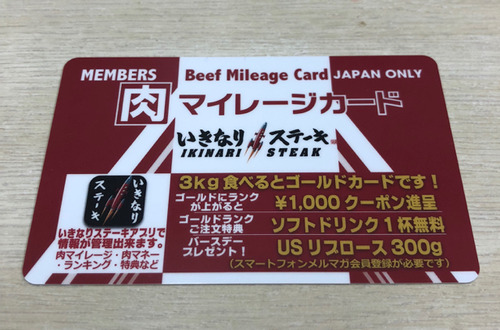 MEMBERS Beef Mileage Card JAPAN ONLY
肉マイレージカード
いきなりステーキ
IKINARI STEAK
3kg食べるとゴールドカードです!
ゴールドにランクが上がると ¥1,000 クーポン進呈
ゴールドランクご注文特典 ソフトドリンク1杯無料
バースデープレゼント! USリブロース300g
(スマートフォンメルマガ会員登録が必要です)
いきなり
ステーキ
いきなりステーキアプリで
情報が管理出来ます。
肉マイレージ・肉マネー
・ランキング・特典など